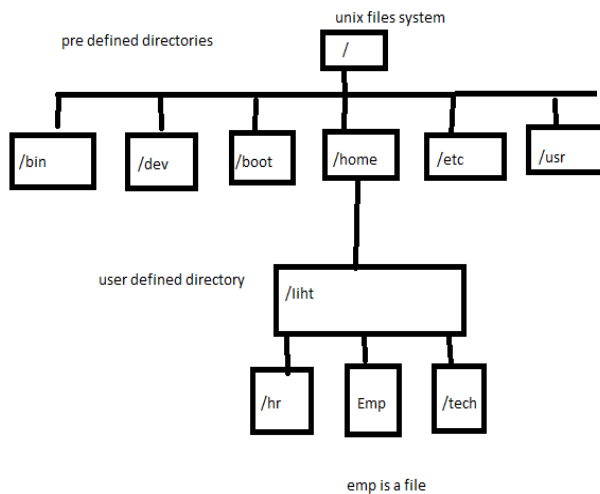 unix files system
pre defined directories
/
/bin
/dev
/boot
/home
/etc
/usr
user defined directory
/liht
/hr
Emp
/tech
emp is a file